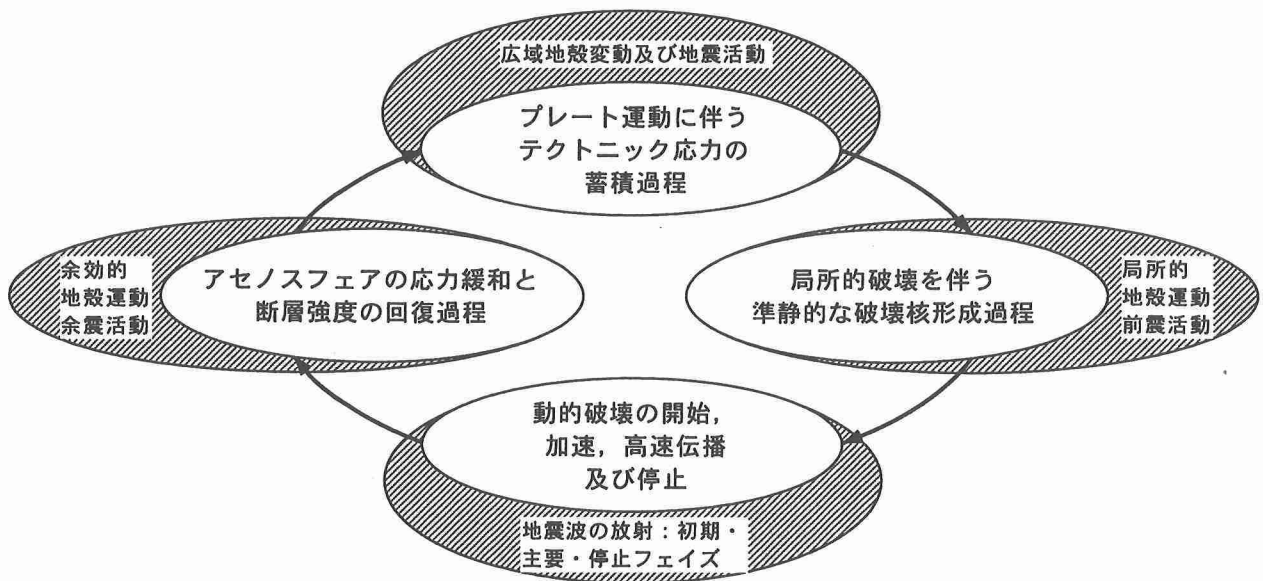 広域地殻変動及び地震活動
プレート運動に伴う
テクトニック応力の
蓄積過程
余効的
地殻運動
余震活動
アセノスフェアの応力緩和と
断層強度の回復過程
局所的破壊を伴う
準静的な破壊核形成過程
局所的
地殻運動
前震活動
動的破壊の開始,
加速,高速伝播
及び停止
地震波の放射:初期・
主要・停止フェイズ